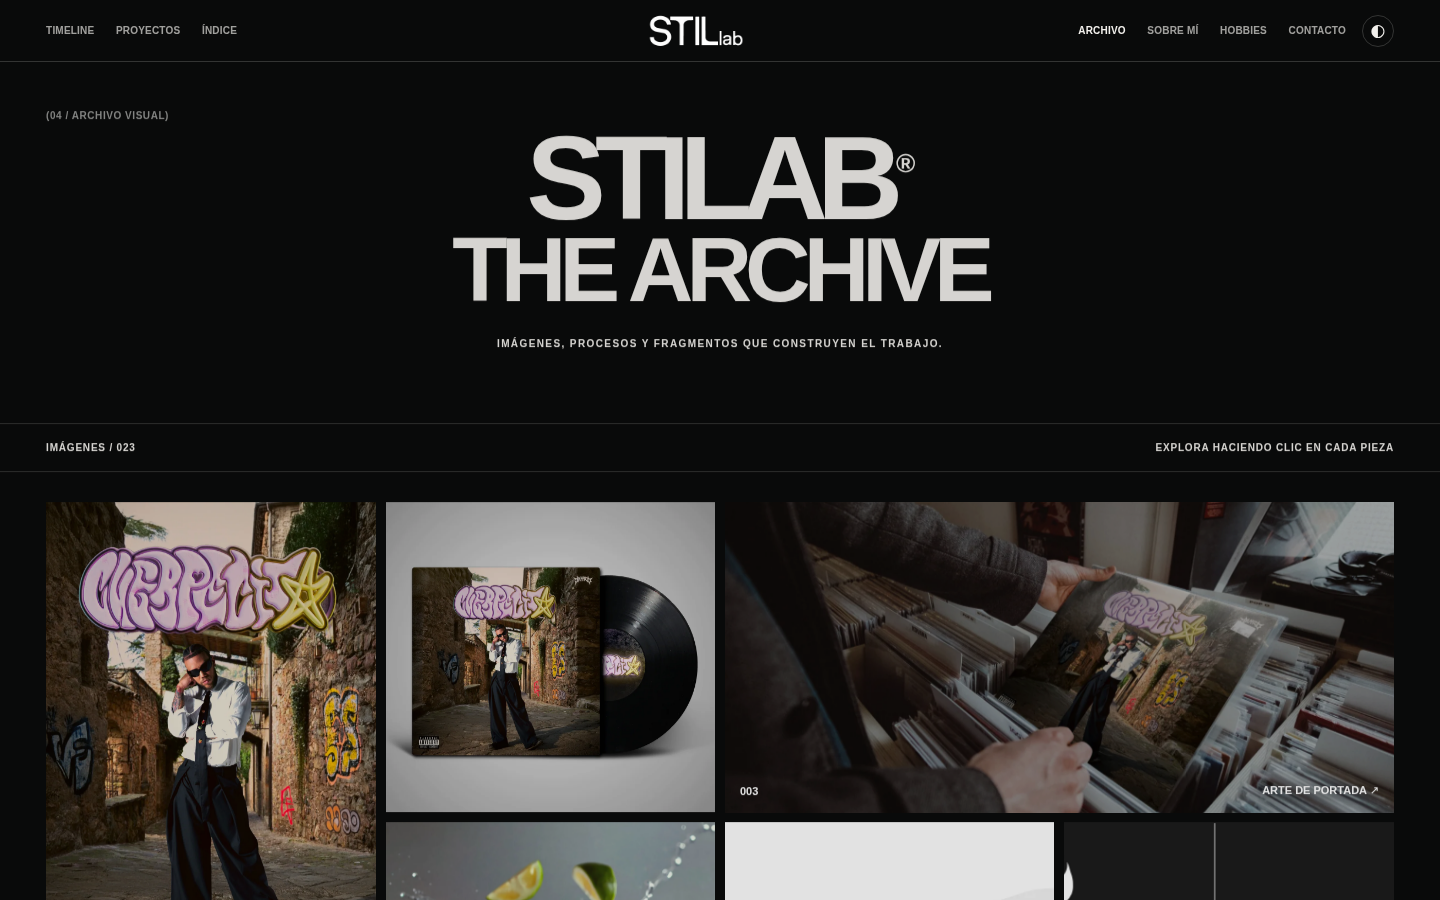 TIMELINE PROYECTOS ÍNDICE STILlab ARCHIVO SOBRE MÍ HOBBIES CONTACTO
(04 / ARCHIVO VISUAL)
STILAB®
THE ARCHIVE
IMÁGENES, PROCESOS Y FRAGMENTOS QUE CONSTRUYEN EL TRABAJO.
IMÁGENES / 023 EXPLORA HACIENDO CLIC EN CADA PIEZA
003 ARTE DE PORTADA ↗